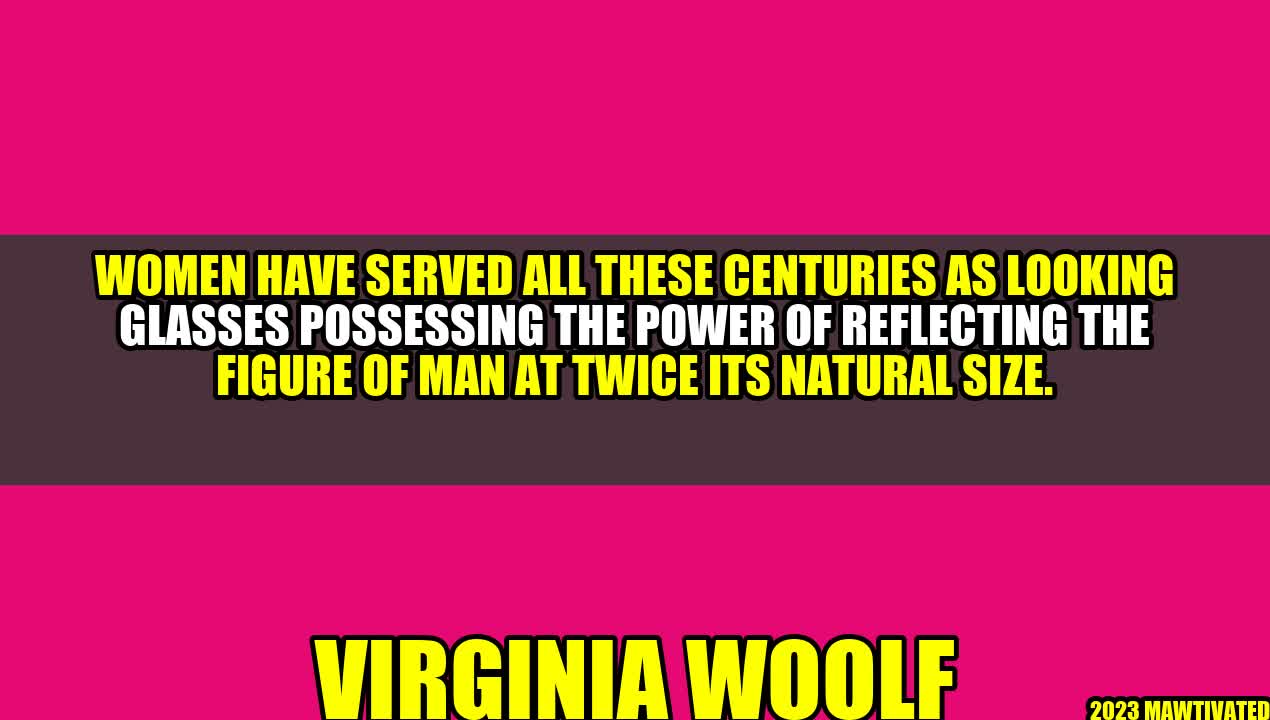 WOMEN HAVE SERVED ALL THESE CENTURIES AS LOOKING
GLASSES POSSESSING THE POWER OF REFLECTING THE
FIGURE OF MAN AT TWICE ITS NATURAL SIZE.
VIRGINIA WOOLF
2023 MAWTIVATED